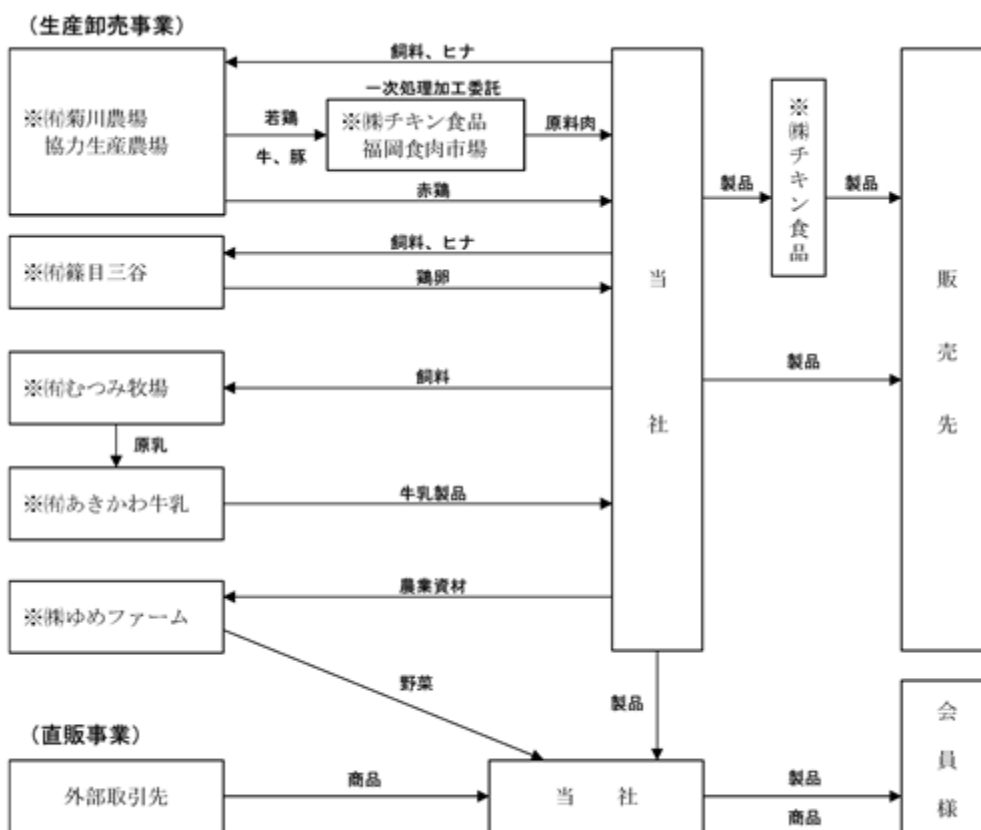 （生産卸売事業）
飼料、ヒナ
※㈲菊川農場
協力生産農場
若鶏
牛、豚
一次処理加工委託
※㈱チキン食品
福岡食肉市場
原料肉
赤鶏
※㈲篠目三谷
飼料、ヒナ
鶏卵
※㈲むつみ牧場
飼料
原乳
※㈲あきかわ牛乳
牛乳製品
※㈱ゆめファーム
農業資材
野菜
当社
製品
※㈱チキン食品
製品
製品
販売先
製品
（直販事業）
外部取引先
商品
当　社
製品
商品
会員様